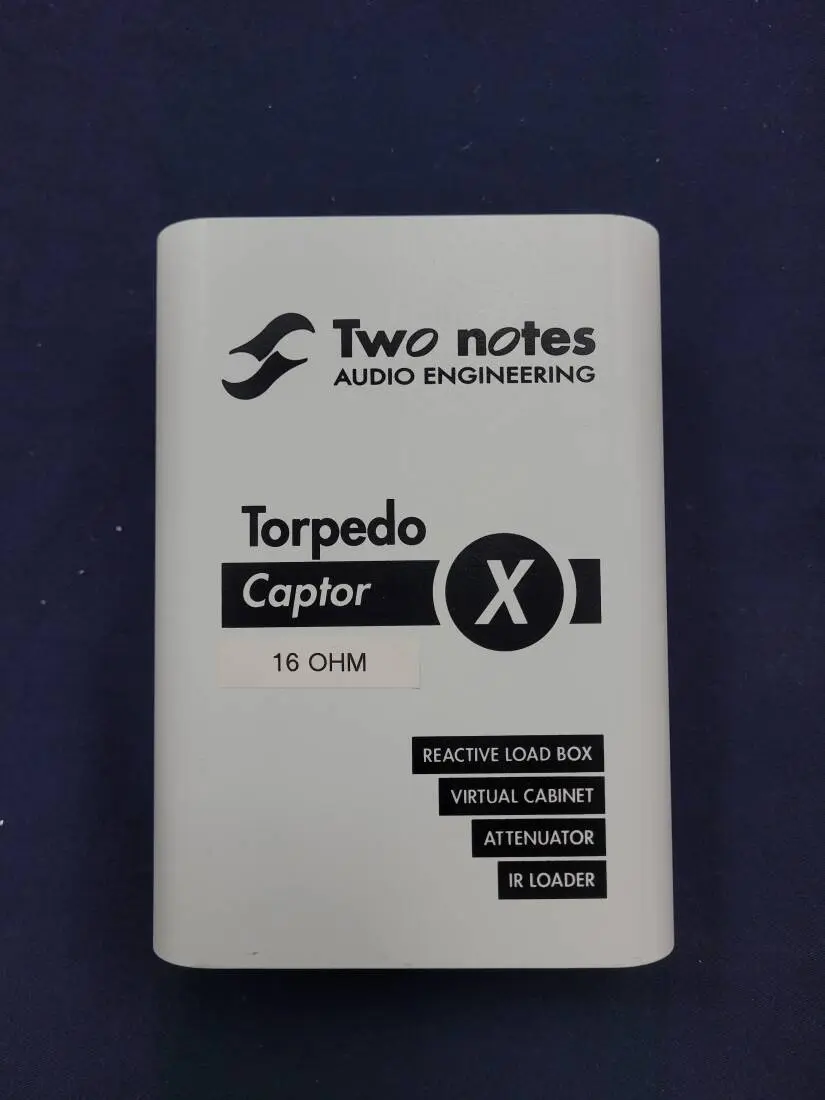 Two notes
AUDIO ENGINEERING
Torpedo
Captor X
16 OHM
REACTIVE LOAD BOX
VIRTUAL CABINET
ATTENUATOR
IR LOADER